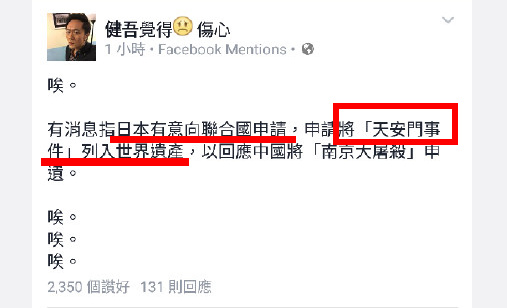 健吾覺得 傷心
1 小時・Facebook Mentions・
唉。
有消息指日本有意向聯合國申請，申請將「天安門事
件」列入世界遺產，以回應中國將「南京大屠殺」申
遺。
唉。
唉。
唉。
2,350 個讚好 131 則回應